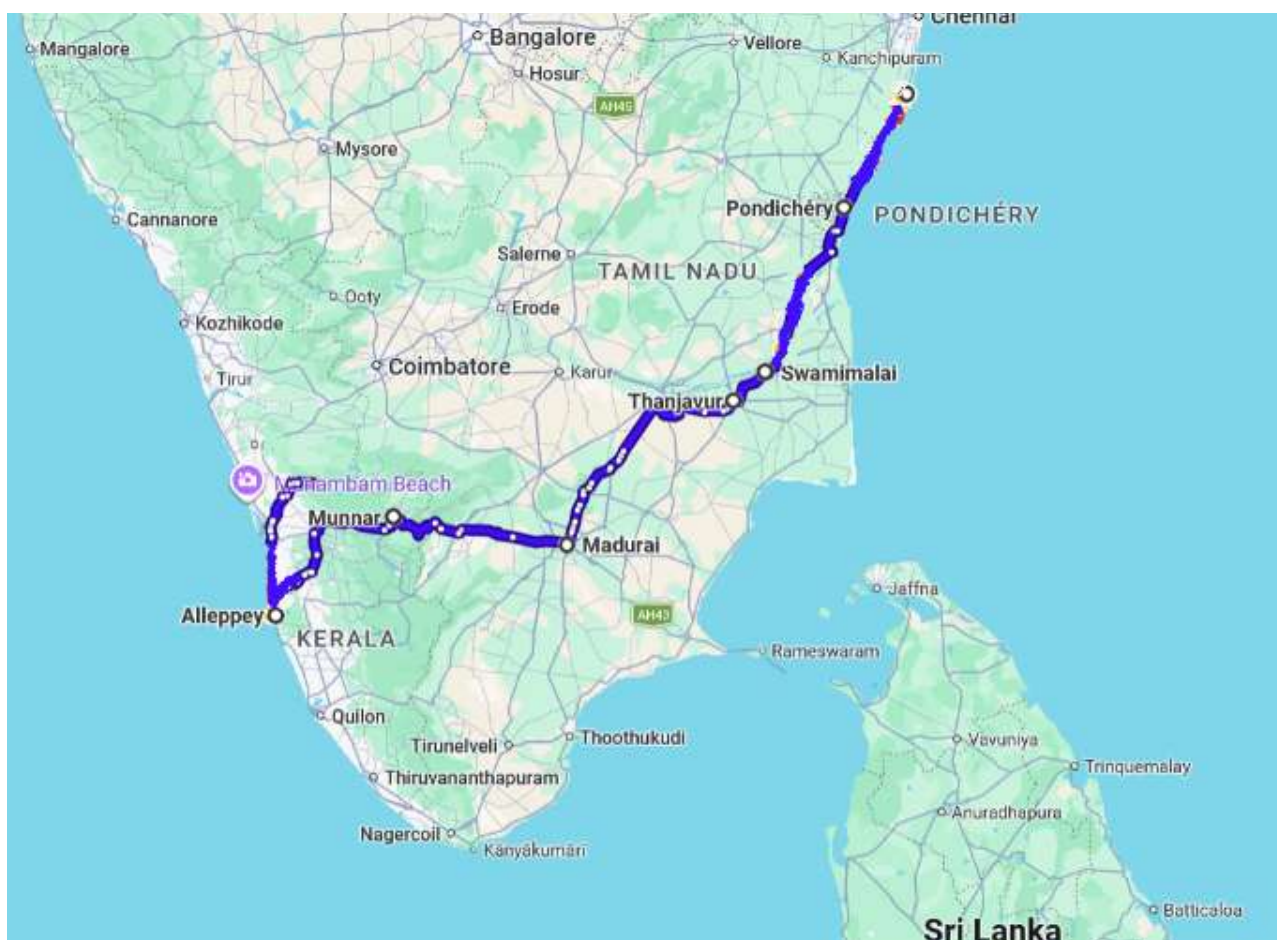 Chennai
Mangalore
Bangalore
Vellore
Kanchipuram
Hosur
AH45
Mysore
Cannanore
Pondichéry
PONDICHÉRY
Salerne
TAMIL NADU
Ooty
Erode
Kozhikode
Coimbatore
Karur
Swamimalai
Tirur
Thanjavur
Beach
Munnar
Madurai
Jaffna
Alleppey
AH43
KERALA
Rameswaram
Quilon
Tirunelveli
Thoothukudi
Vavuniya
Thiruvananthapuram
Trinquemalay
Anuradhapura
Nagercoil
Kânyâkumârî
Batticaloa
Sri Lanka